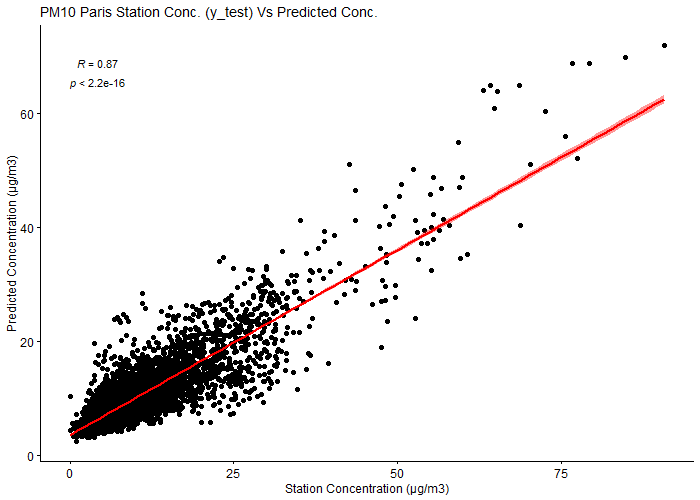 PM10 Paris Station Conc. (y_test) Vs Predicted Conc.
R = 0.87
p < 2.2e-16
60
40
20
0
Predicted Concentration (µg/m3)
0 25 50 75
Station Concentration (µg/m3)